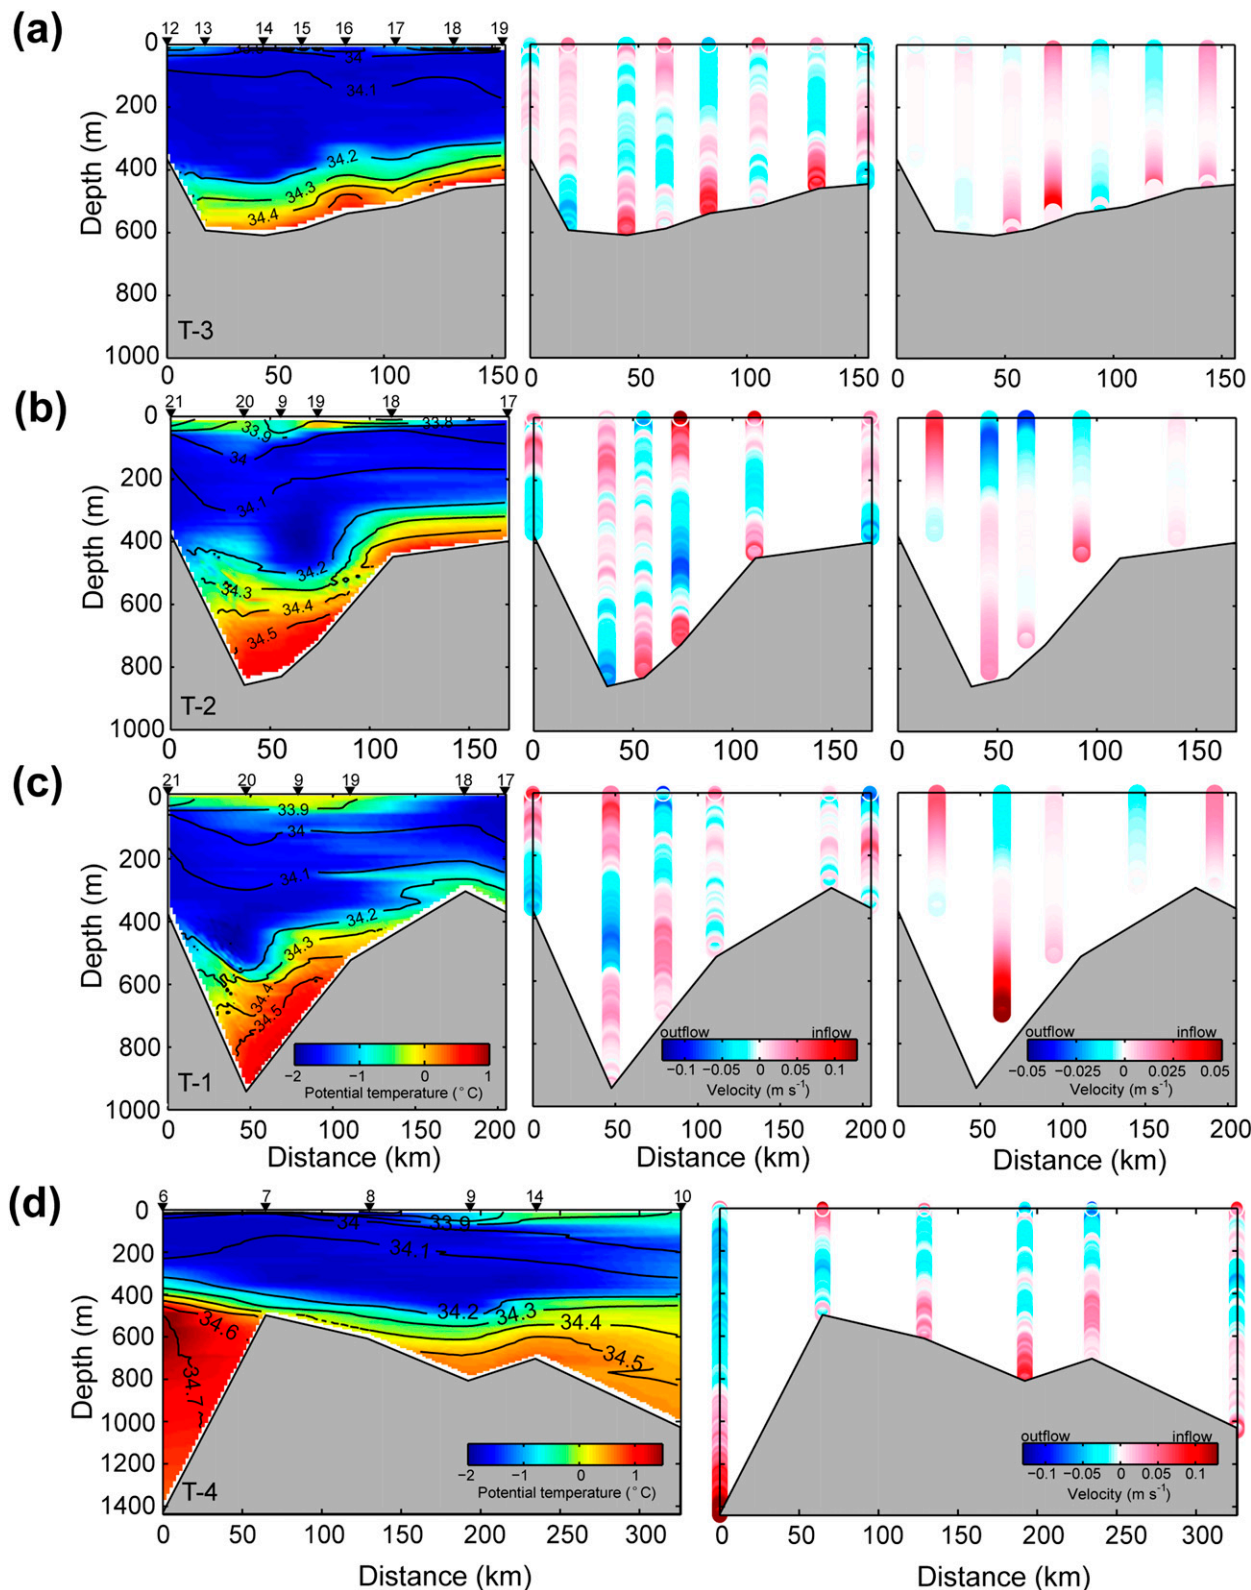 (a)
12 13 14 15 16 17 18 19
0
200
400
600
800
1000
Depth (m)
34
34.1
34.2
34.3
34.4
T-3
0 50 100 150
0 50 100 150
0 50 100 150
(b)
21 20 9 19 18 17
0
200
400
600
800
1000
Depth (m)
33.9
33.8
34
34.1
34.2
34.3
34.4
34.5
T-2
0 50 100 150
0 50 100 150
0 50 100 150
(c)
21 20 9 19 18 17
0
200
400
600
800
1000
Depth (m)
33.9
34
34.1
34.2
34.3
34.4
34.5
T-1
−2 −1 0 1
Potential temperature (°C)
outflow inflow
−0.1 −0.05 0 0.05 0.1
Velocity (m s⁻¹)
outflow inflow
−0.05 −0.025 0 0.025 0.05
Velocity (m s⁻¹)
0 50 100 150 200
0 50 100 150 200
0 50 100 150 200
Distance (km)
Distance (km)
Distance (km)
(d)
6 7 8 9 14 10
0
200
400
600
800
1000
1200
1400
Depth (m)
34
33.9
34.1
34.2
34.3
34.4
34.5
34.6
34.7
T-4
−2 −1 0 1
Potential temperature (°C)
outflow inflow
−0.1 −0.05 0 0.05 0.1
Velocity (m s⁻¹)
0 50 100 150 200 250 300
0 50 100 150 200 250 300
Distance (km)
Distance (km)